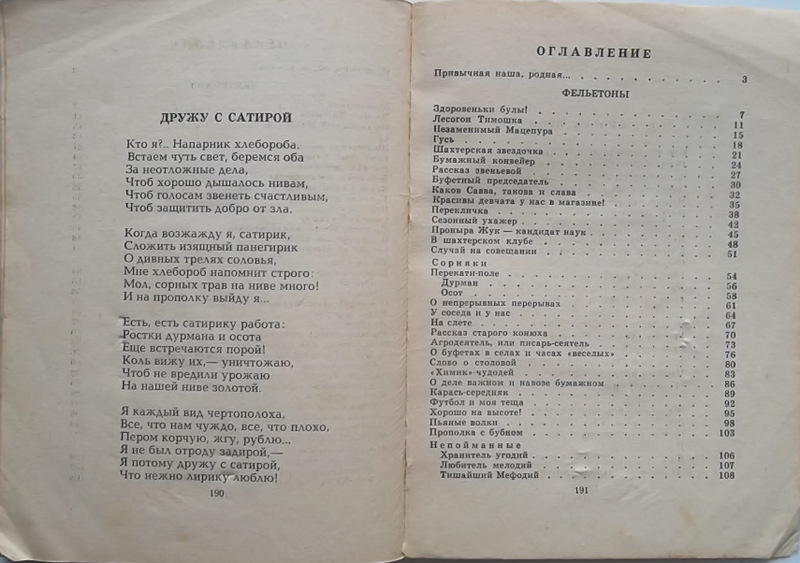 ДРУЖУ С САТИРОЙ
Кто я?.. Напарник хлебороба.
Встаем чуть свет, беремся оба
За неотложные дела,
Чтоб хорошо дышалось нивам,
Чтоб голосам звенеть счастливым,
Чтоб защитить добро от зла.
Когда возжажду я, сатирик,
Сложить изящный панегирик
О дивных трелях соловья,
Мне хлебороб напомнит строго:
Мол, сорных трав на ниве много!
И на прополку выйду я...
Есть, есть сатирику работа:
Ростки дурмана и осота
Еще встречаются порой!
Коль вижу их,— уничтожаю,
Чтоб не вредили урожаю
На нашей ниве золотой.
Я каждый вид чертополоха,
Все, что нам чуждо, все, что плохо,
Пером корчую, жгу, рублю...
Я не был отроду задирой,—
Я потому дружу с сатирой,
Что нежно лирику люблю!
190
ОГЛАВЛЕНИЕ
Привычная наша, родная... 3
ФЕЛЬЕТОНЫ
Здоровеньки булы! 7
Лесогон Тимошка 11
Незаменимый Мацепура 15
Гусь 18
Шахтерская звездочка 21
Бумажный конвейер 24
Рассказ звеньевой 27
Буфетный председатель 30
Каков Савва, такова и слава 32
Красивы девчата у нас в магазине! 35
Перекличка 38
Сезонный ухажер 42
Проныра Жук — кандидат наук 45
В шахтерском клубе 48
Случай на совещании 51
Сорняки
Перекати-поле 54
Дурман 56
Осот 58
О непрерывных перерывах 61
У соседа и у нас 64
На слете 67
Рассказ старого конюха 70
Агродеятель, или писарь-сеятель 73
О буфетах в селах и часах «веселых» 76
Слово о столовой 80
«Химик»-чудодей 83
О деле важном и навозе бумажном 86
Карась-середняк 89
Футбол и моя теща 92
Хорошо на высоте! 95
Пьяные волки 98
Прополка с бубном 103
Непойманные
Хранитель угодий 106
Любитель мелодий 107
Тишайший Мефодий 108
191